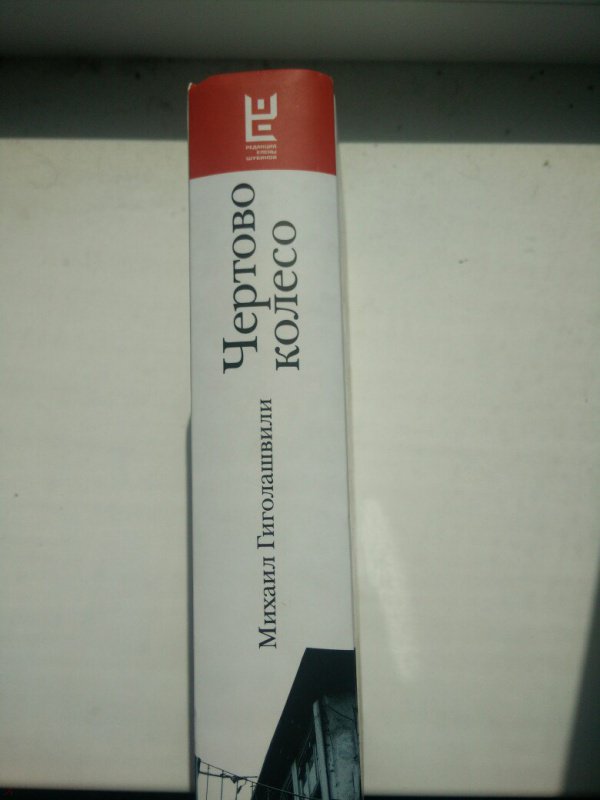 РЕДАКЦИЯ
ЕЛЕНЫ
ШУБИНОЙ
Чертово
колесо
Михаил Гиголашвили